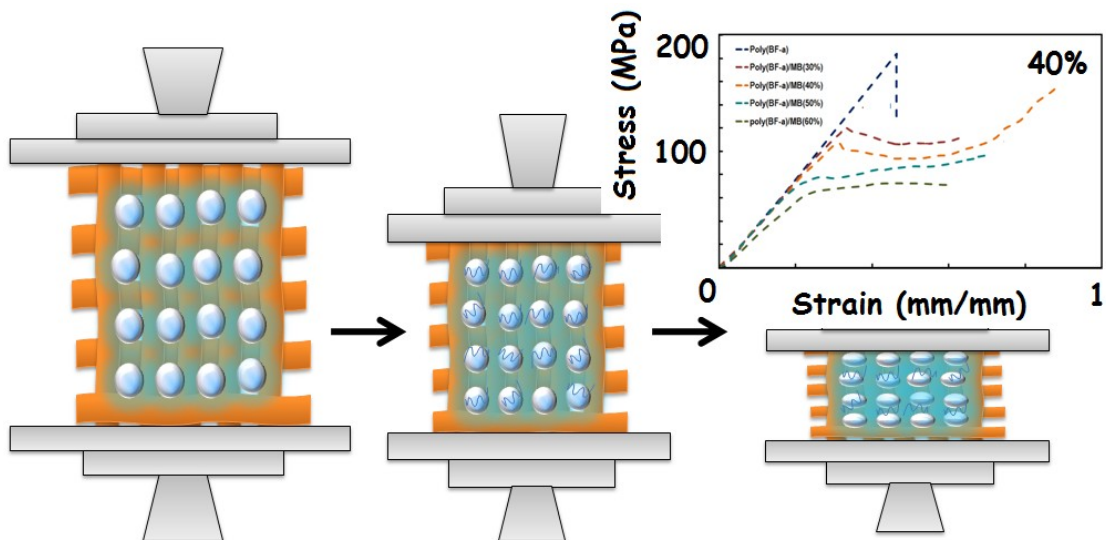 200
Stress (MPa)
100
0
Poly(BF-a)
Poly(BF-a)/MB(30%)
Poly(BF-a)/MB(40%)
Poly(BF-a)/MB(50%)
poly(BF-a)/MB(60%)
40%
Strain (mm/mm)
1